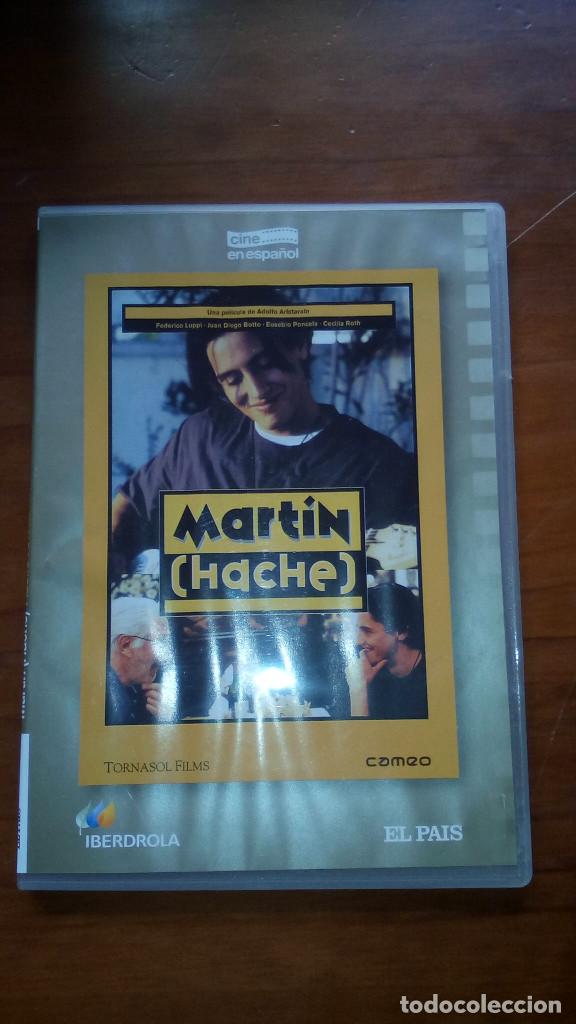 cine
en español
Una película de Adolfo Aristarain
Federico Luppi · Juan Diego Botto · Eusebio Poncela · Cecilia Roth
Martín
(Hache)
TORNASOL FILMS
cameo
IBERDROLA
EL PAIS
todocoleccion